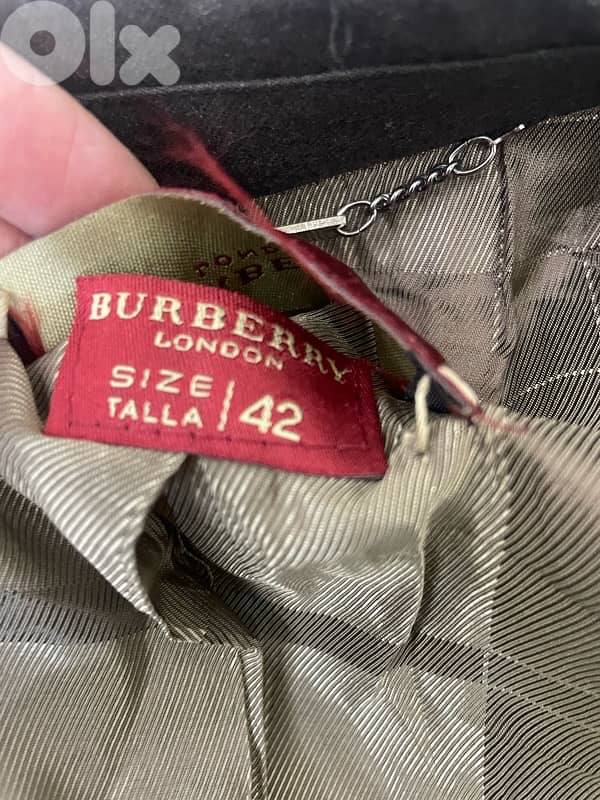 OLX
BURBERRY
LONDON
SIZE
TALLA / 42